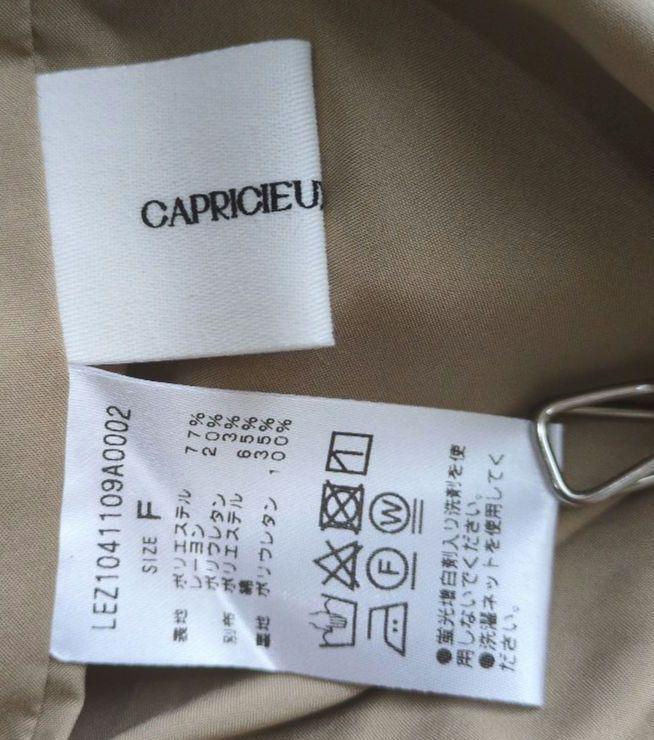 CAPRICIEUX
LEZ1041109A0002
SIZE F
表地 ポリエステル 77%
レーヨン 20%
ポリウレタン 3%
別布 ポリエステル 65%
綿 35%
裏地 ポリウレタン 100%
F W
●蛍光増白剤入り洗剤を使
用しないでください。
●洗濯ネットを使用してく
ださい。